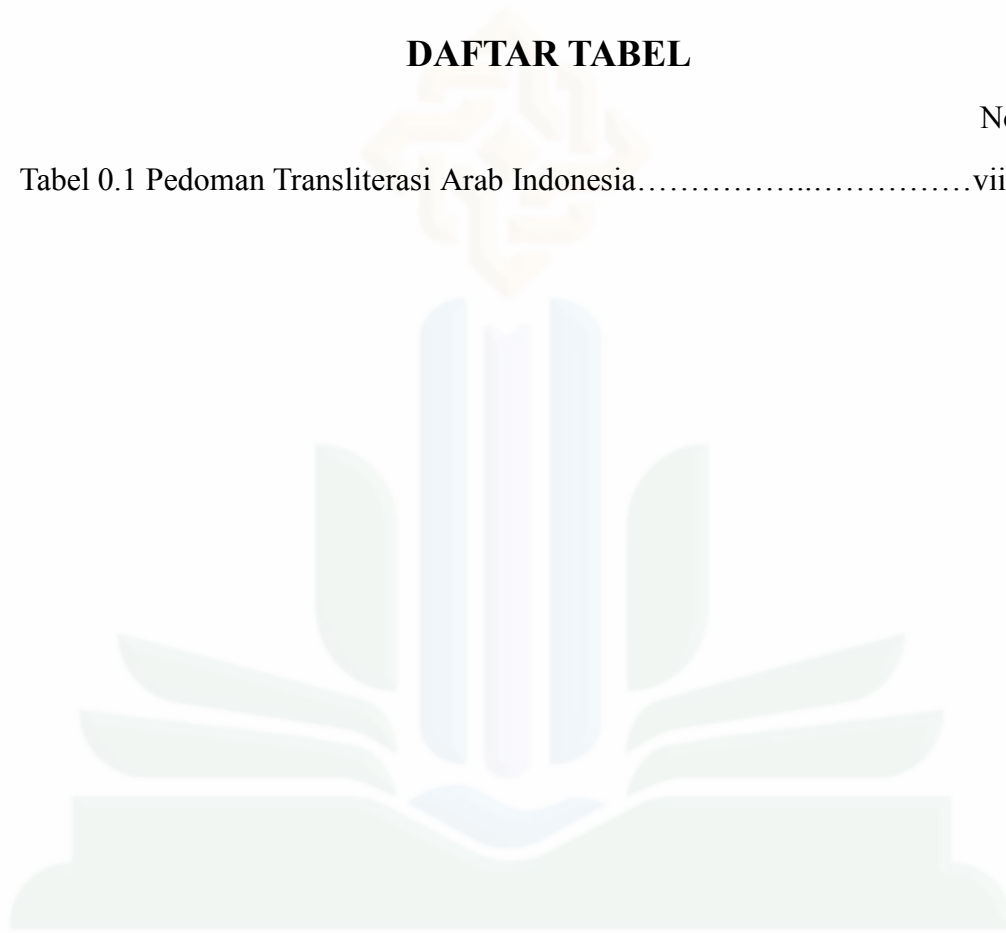 DAFTAR TABEL
Tabel 0.1 Pedoman Transliterasi Arab Indonesia……………..……………vii